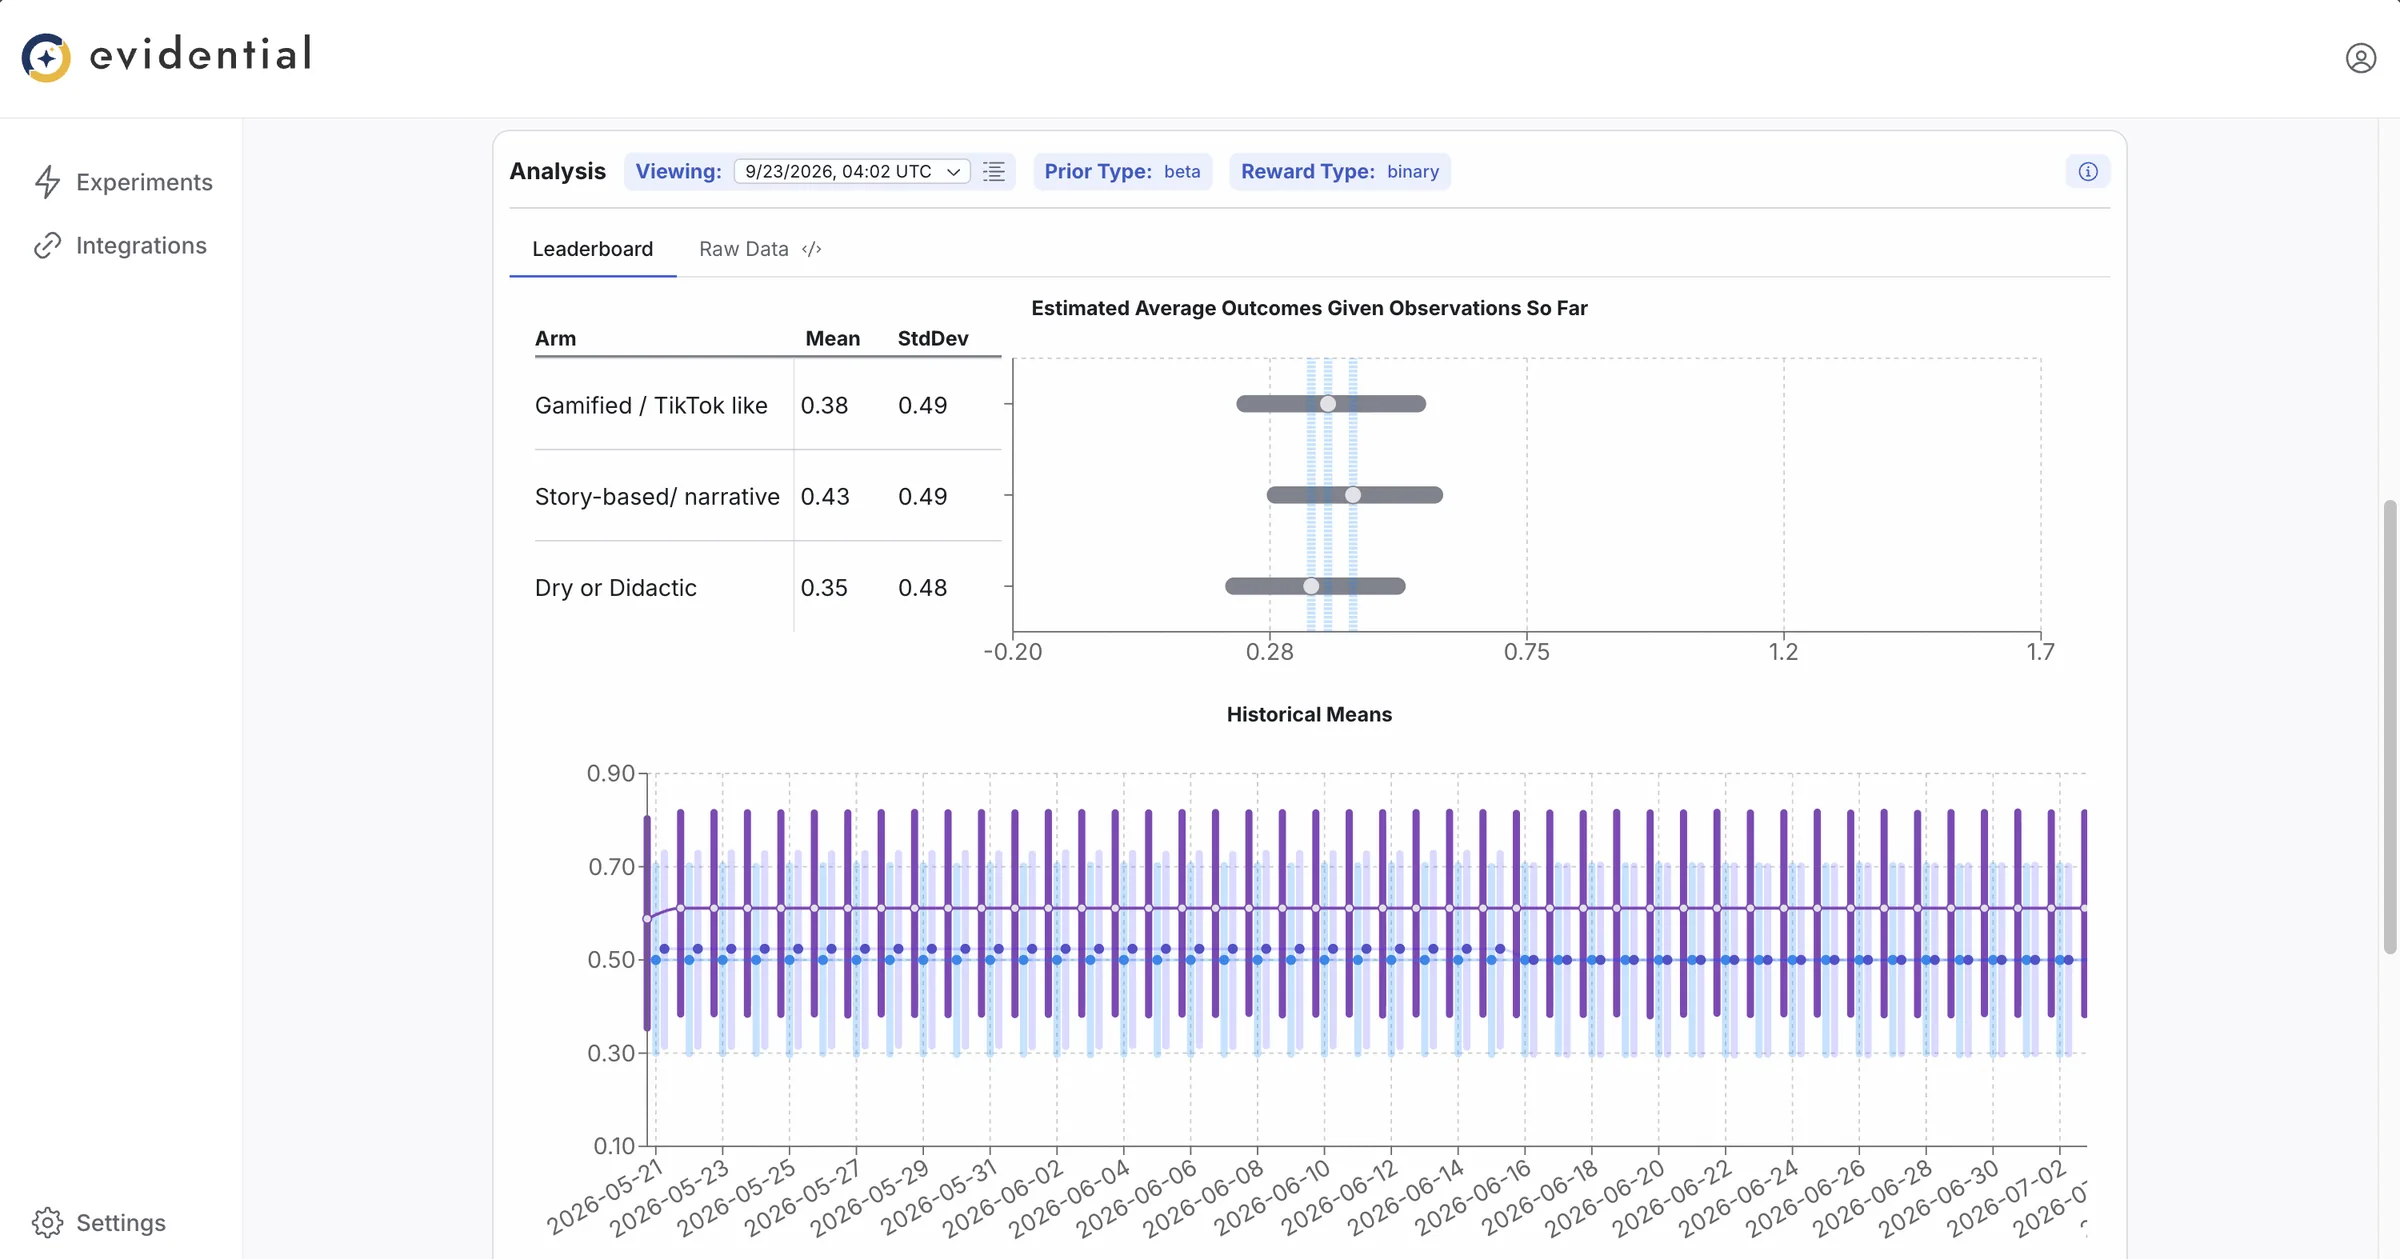 evidential
Experiments
Integrations
Settings
Analysis
Viewing: 9/23/2026, 04:02 UTC
Prior Type: beta
Reward Type: binary
Leaderboard
Raw Data </>
Estimated Average Outcomes Given Observations So Far
Arm Mean StdDev
Gamified / TikTok like 0.38 0.49
Story-based/ narrative 0.43 0.49
Dry or Didactic 0.35 0.48
-0.20 0.28 0.75 1.2 1.7
Historical Means
0.90
0.70
0.50
0.30
0.10
2026-05-21
2026-05-23
2026-05-25
2026-05-27
2026-05-29
2026-05-31
2026-06-02
2026-06-04
2026-06-06
2026-06-08
2026-06-10
2026-06-12
2026-06-14
2026-06-16
2026-06-18
2026-06-20
2026-06-22
2026-06-24
2026-06-26
2026-06-28
2026-06-30
2026-07-02